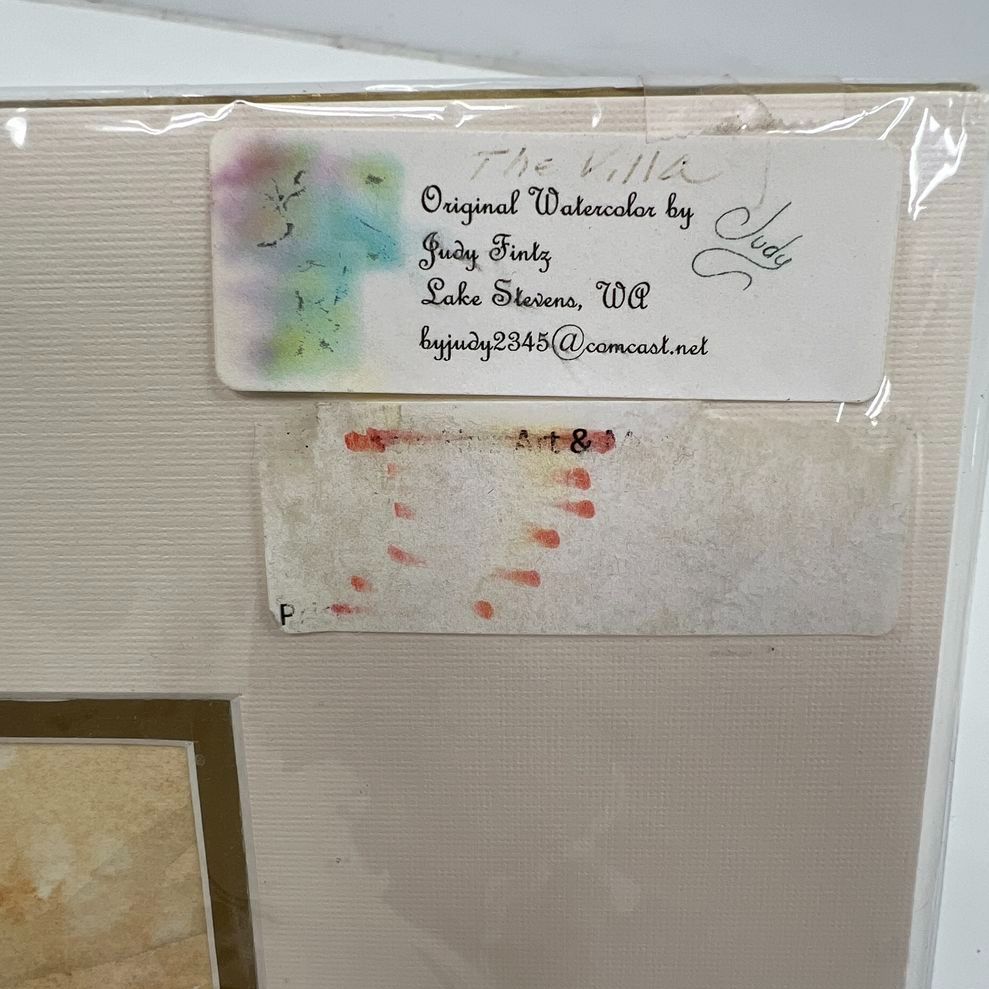 The Villa
Original Watercolor by
Judy Fintz
Lake Stevens, WA
byjudy2345@comcast.net
Judy
Art &